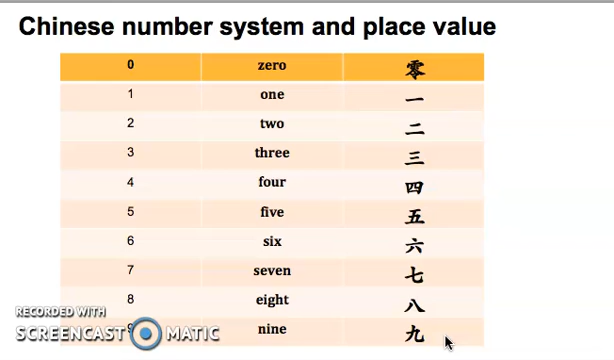 Chinese number system and place value
0 zero 零
1 one 一
2 two 二
3 three 三
4 four 四
5 five 五
6 six 六
7 seven 七
8 eight 八
9 nine 九
RECORDED WITH
SCREENCAST MATIC